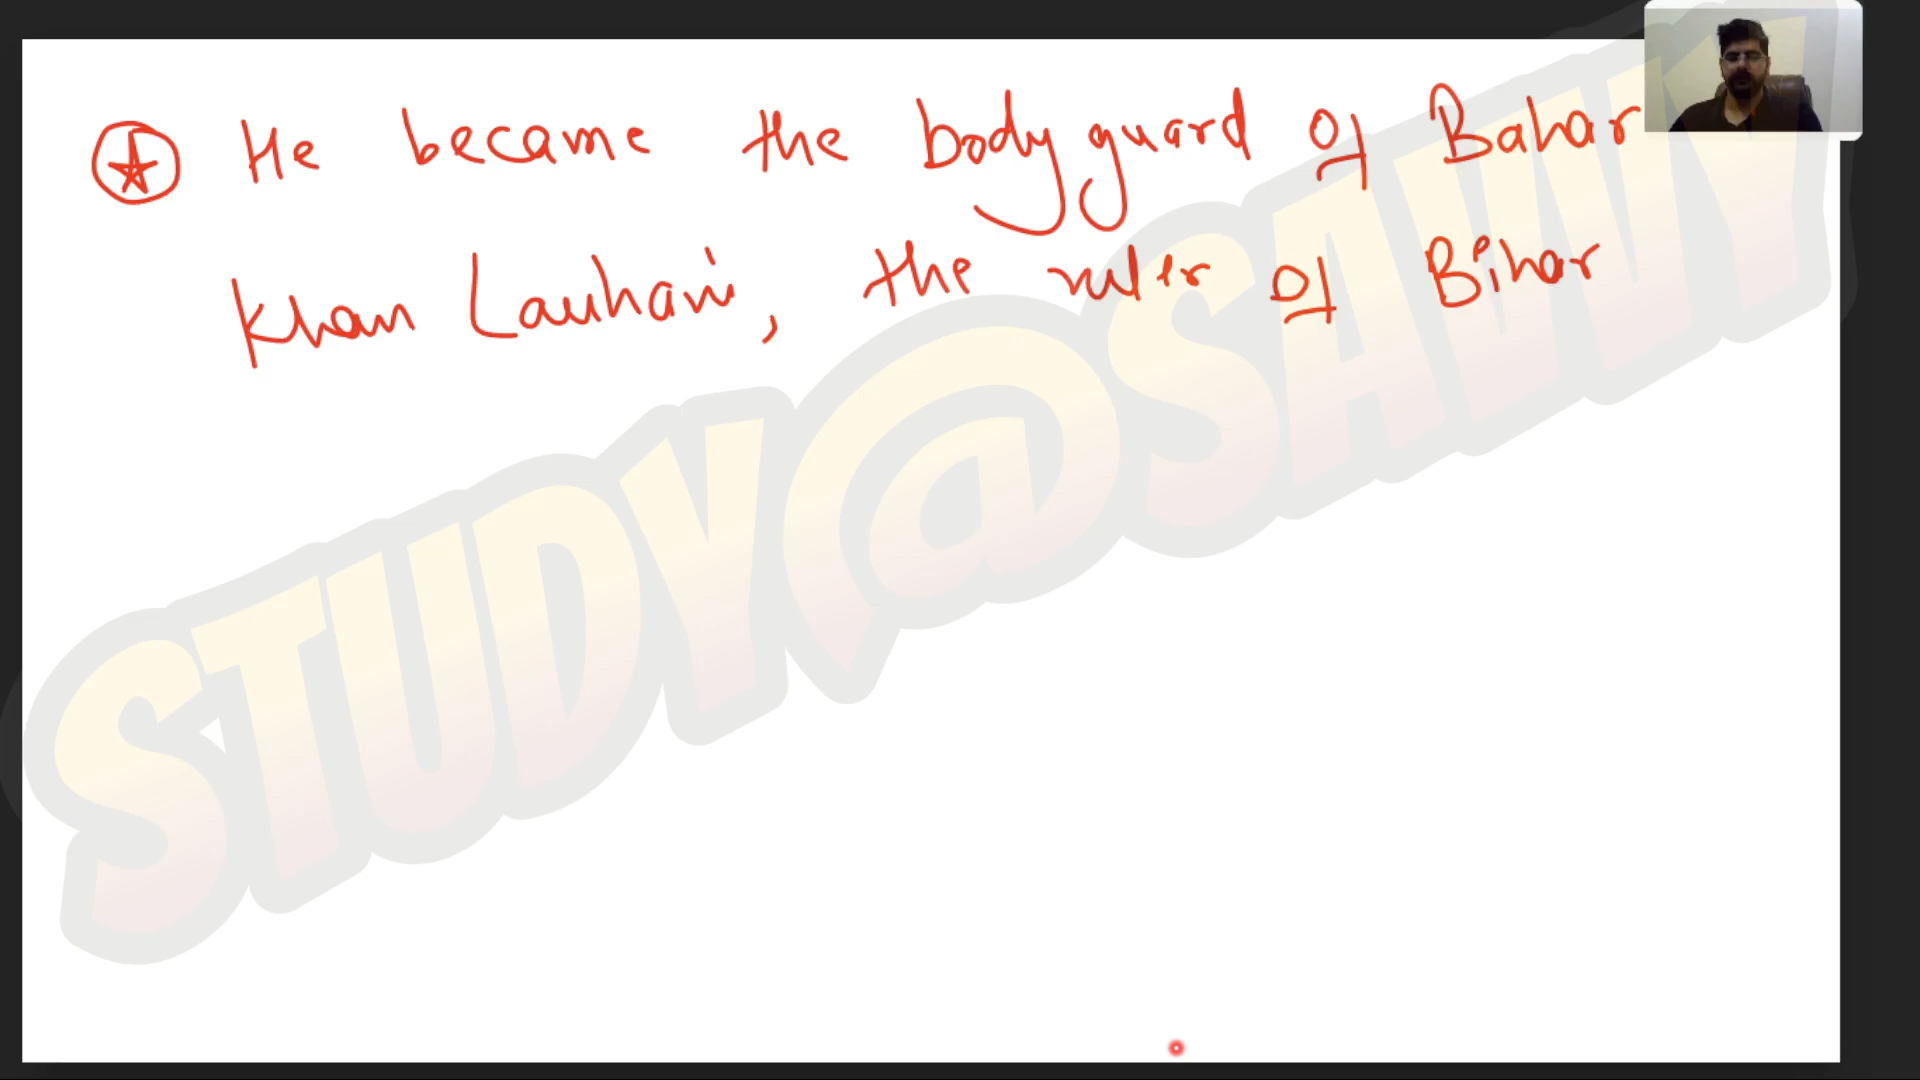 He became the bodyguard of Bahar
Khan Lauhani, the ruler of Bihar
STUDY@SAVVY